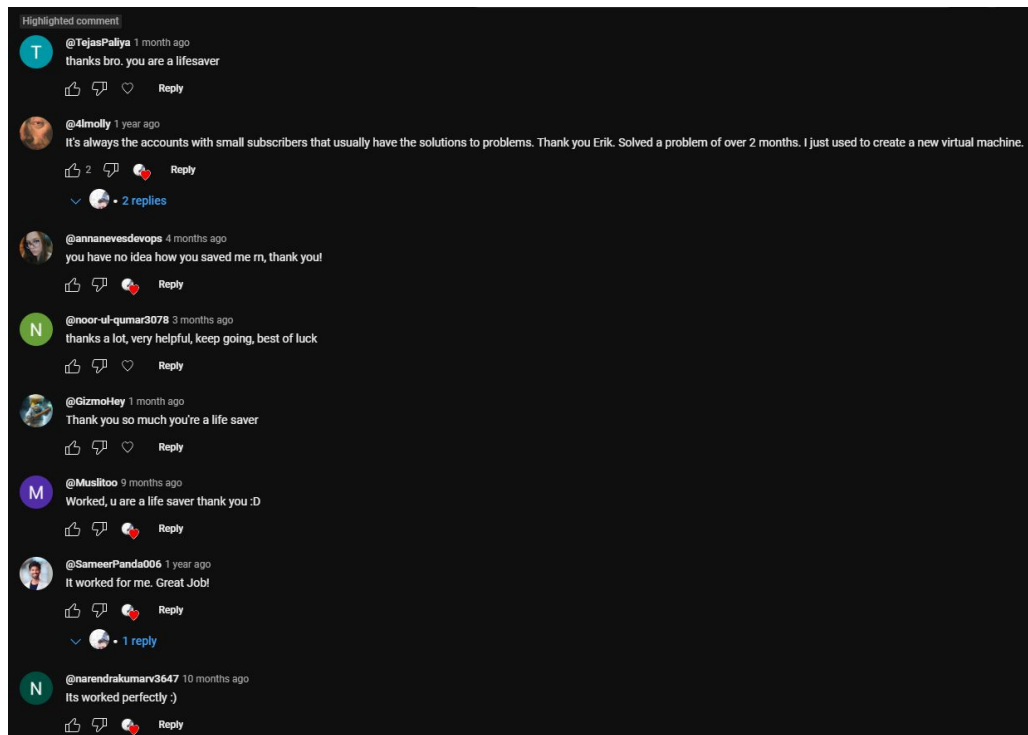 Highlighted comment
T
@TejasPaliya 1 month ago
thanks bro. you are a lifesaver
Reply
@4lmolly 1 year ago
It's always the accounts with small subscribers that usually have the solutions to problems. Thank you Erik. Solved a problem of over 2 months. I just used to create a new virtual machine.
2 Reply
• 2 replies
@annanevesdevops 4 months ago
you have no idea how you saved me rn, thank you!
Reply
N
@noor-ul-qumar3078 3 months ago
thanks a lot, very helpful, keep going, best of luck
Reply
@GizmoHey 1 month ago
Thank you so much you're a life saver
Reply
M
@Muslitoo 9 months ago
Worked, u are a life saver thank you :D
Reply
@SameerPanda006 1 year ago
It worked for me. Great Job!
Reply
• 1 reply
N
@narendrakumarv3647 10 months ago
Its worked perfectly :)
Reply